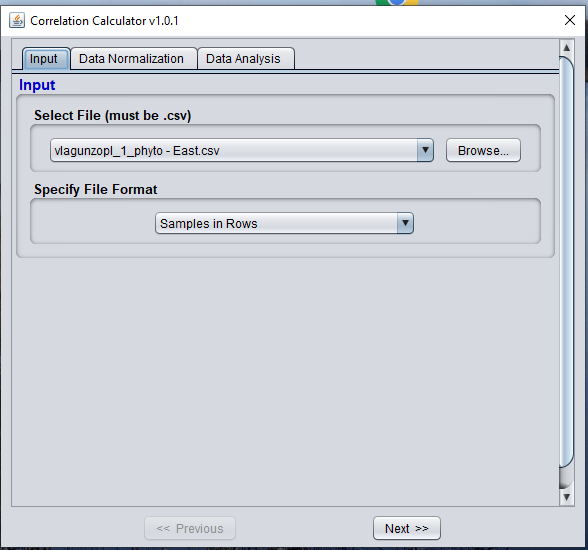 Correlation Calculator v1.0.1
Input Data Normalization Data Analysis
Input
Select File (must be .csv)
vlagunzopl_1_phyto - East.csv Browse...
Specify File Format
Samples in Rows
<< Previous Next >>